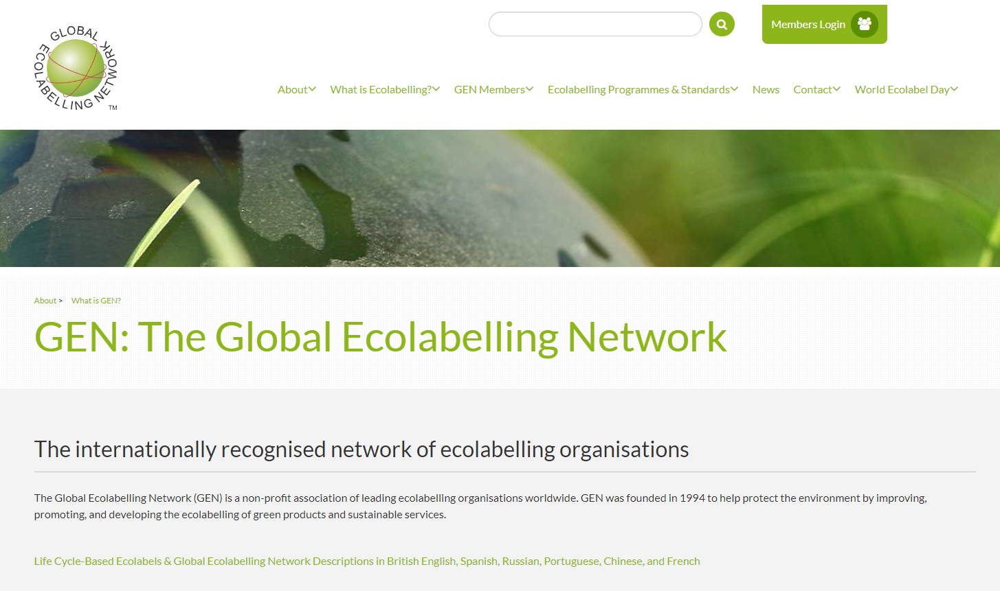 GLOBAL ECOLABELLING NETWORK
TM
Members Login
About
What is Ecolabelling?
GEN Members
Ecolabelling Programmes & Standards
News
Contact
World Ecolabel Day
About > What is GEN?
GEN: The Global Ecolabelling Network
The internationally recognised network of ecolabelling organisations
The Global Ecolabelling Network (GEN) is a non-profit association of leading ecolabelling organisations worldwide. GEN was founded in 1994 to help protect the environment by improving,
promoting, and developing the ecolabelling of green products and sustainable services.
Life Cycle-Based Ecolabels & Global Ecolabelling Network Descriptions in British English, Spanish, Russian, Portuguese, Chinese, and French